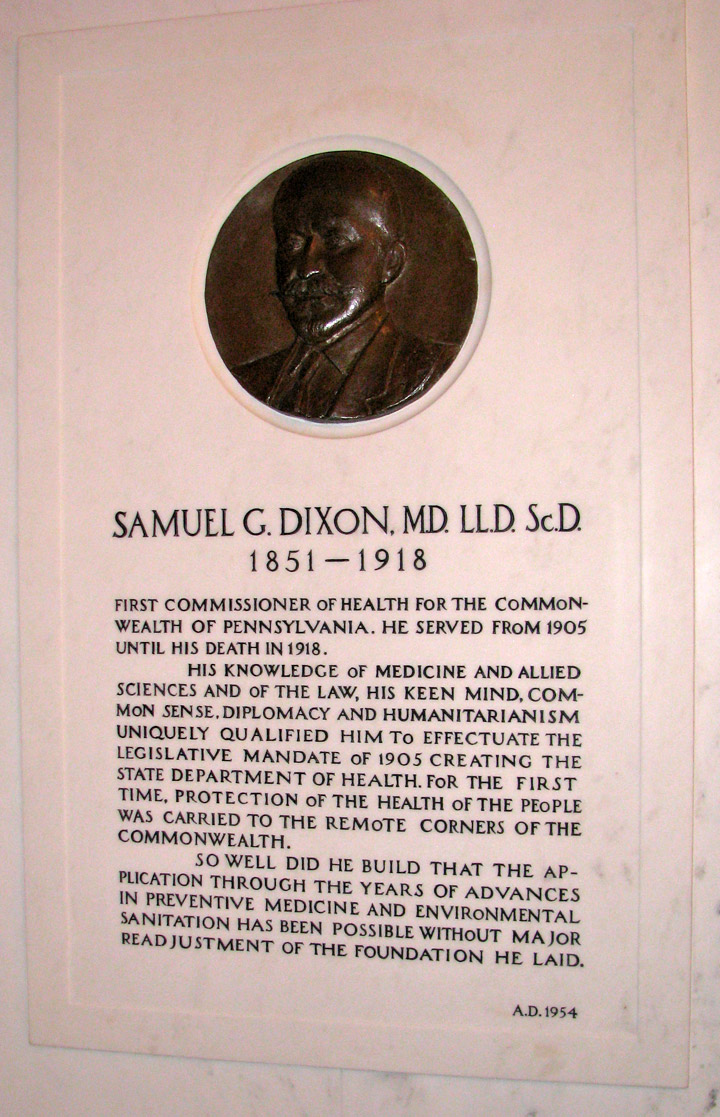 SAMUEL G. DIXON, M.D. LL.D. Sc.D.
1851–1918
FIRST COMMISSIONER OF HEALTH FOR THE COMMON-
WEALTH OF PENNSYLVANIA. HE SERVED FROM 1905
UNTIL HIS DEATH IN 1918.
HIS KNOWLEDGE OF MEDICINE AND ALLIED
SCIENCES AND OF THE LAW, HIS KEEN MIND, COM-
MON SENSE, DIPLOMACY AND HUMANITARIANISM
UNIQUELY QUALIFIED HIM TO EFFECTUATE THE
LEGISLATIVE MANDATE OF 1905 CREATING THE
STATE DEPARTMENT OF HEALTH. FOR THE FIRST
TIME, PROTECTION OF THE HEALTH OF THE PEOPLE
WAS CARRIED TO THE REMOTE CORNERS OF THE
COMMONWEALTH.
SO WELL DID HE BUILD THAT THE AP-
PLICATION THROUGH THE YEARS OF ADVANCES
IN PREVENTIVE MEDICINE AND ENVIRONMENTAL
SANITATION HAS BEEN POSSIBLE WITHOUT MAJOR
READJUSTMENT OF THE FOUNDATION HE LAID.
A.D. 1954